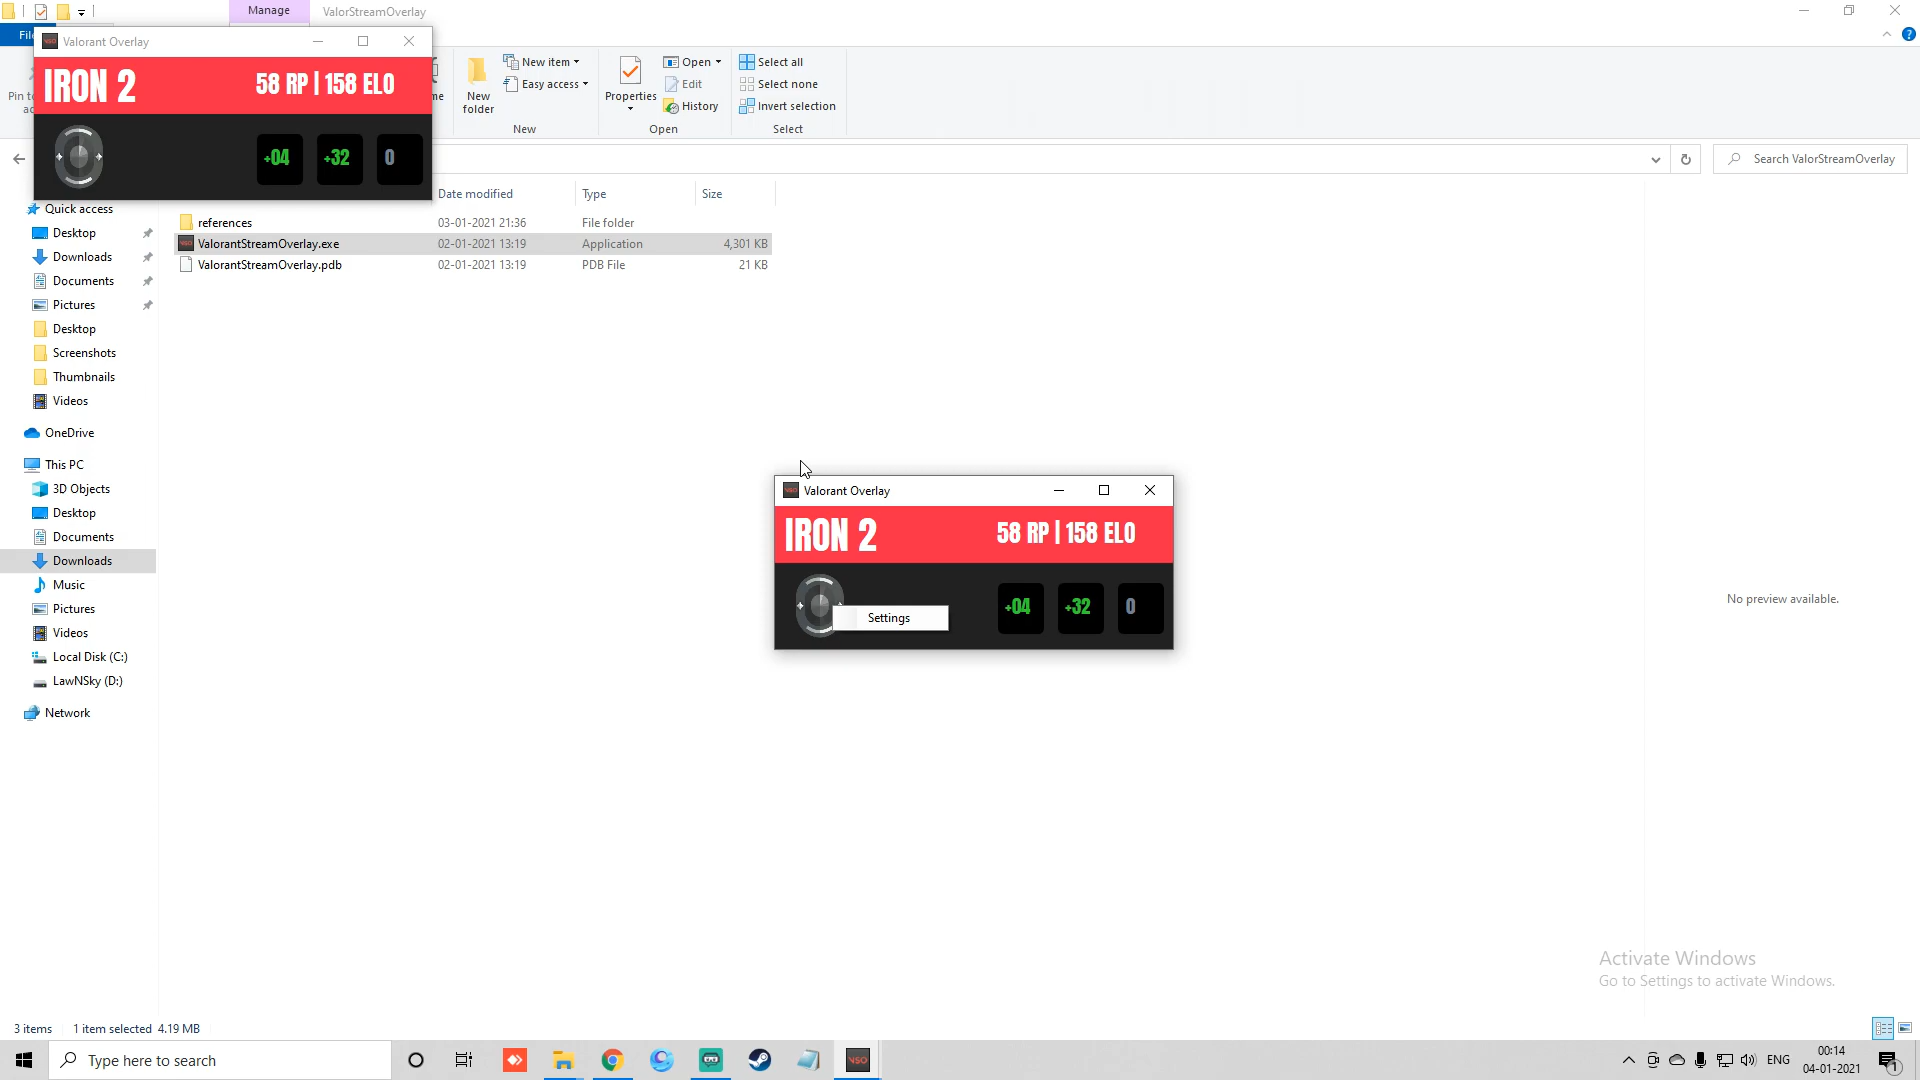 Manage
ValorStreamOverlay
Fil
Valorant Overlay
IRON 2
58 RP | 158 ELO
+04
+32
0
Pin to
New folder
New item
Easy access
New
Properties
Open
Edit
History
Open
Select all
Select none
Invert selection
Select
Search ValorStreamOverlay
Date modified
Type
Size
references
03-01-2021 21:36
File folder
ValorantStreamOverlay.exe
02-01-2021 13:19
Application
4,301 KB
ValorantStreamOverlay.pdb
02-01-2021 13:19
PDB File
21 KB
Quick access
Desktop
Downloads
Documents
Pictures
Desktop
Screenshots
Thumbnails
Videos
OneDrive
This PC
3D Objects
Desktop
Documents
Downloads
Music
Pictures
Videos
Local Disk (C:)
LawNSky (D:)
Network
Valorant Overlay
IRON 2
58 RP | 158 ELO
+04
+32
0
Settings
No preview available.
Activate Windows
Go to Settings to activate Windows.
3 items
1 item selected 4.19 MB
Type here to search
VSO
ENG
00:14
04-01-2021
1